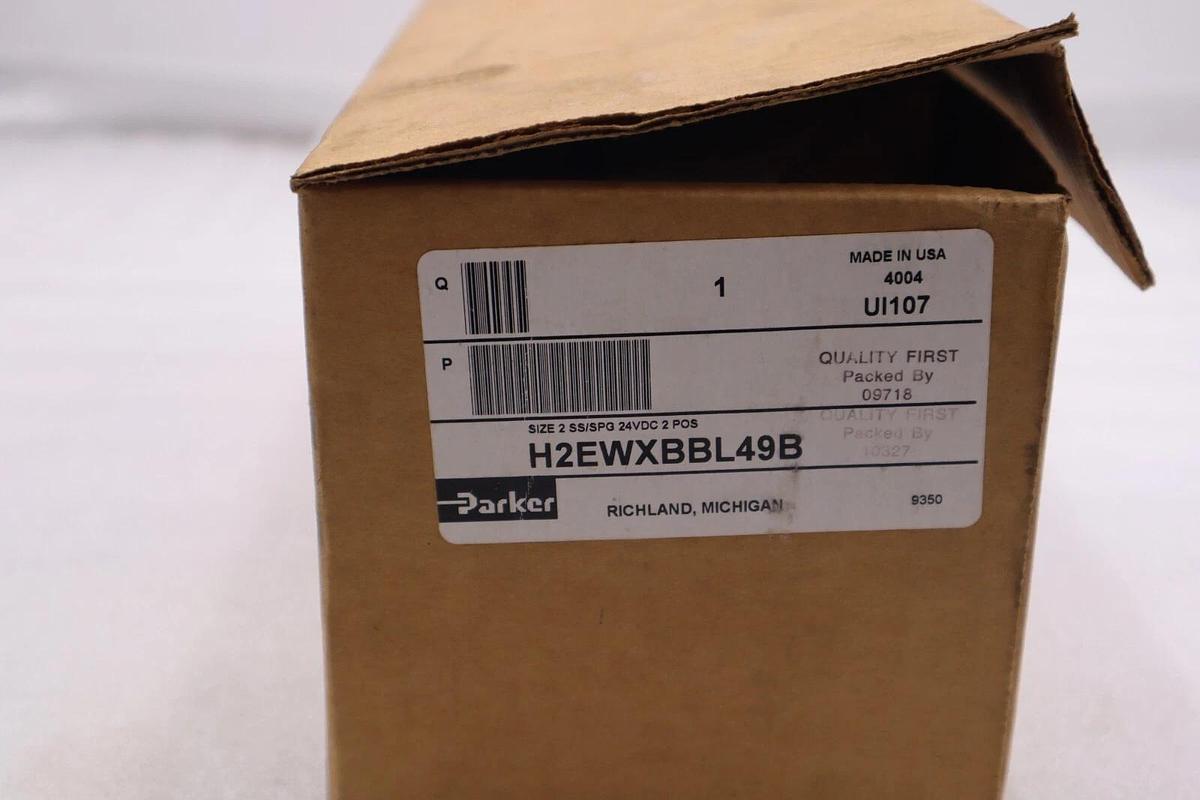 Q
1
MADE IN USA
4004
UI107
P
QUALITY FIRST
Packed By
09718
SIZE 2 SS/SPG 24VDC 2 POS
H2EWXBBL49B
QUALITY FIRST
Packed By
10327
Parker
RICHLAND, MICHIGAN
9350